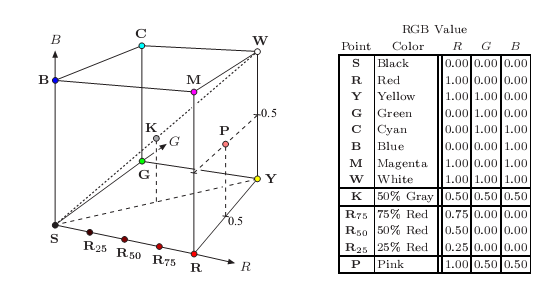 B
C
W
B
M
0.5
K
G
P
G
Y
0.5
S
R25
R50
R75
R
R
RGB Value
Point Color R G B
S Black 0.00 0.00 0.00
R Red 1.00 0.00 0.00
Y Yellow 1.00 1.00 0.00
G Green 0.00 1.00 0.00
C Cyan 0.00 1.00 1.00
B Blue 0.00 0.00 1.00
M Magenta 1.00 0.00 1.00
W White 1.00 1.00 1.00
K 50% Gray 0.50 0.50 0.50
R75 75% Red 0.75 0.00 0.00
R50 50% Red 0.50 0.00 0.00
R25 25% Red 0.25 0.00 0.00
P Pink 1.00 0.50 0.50